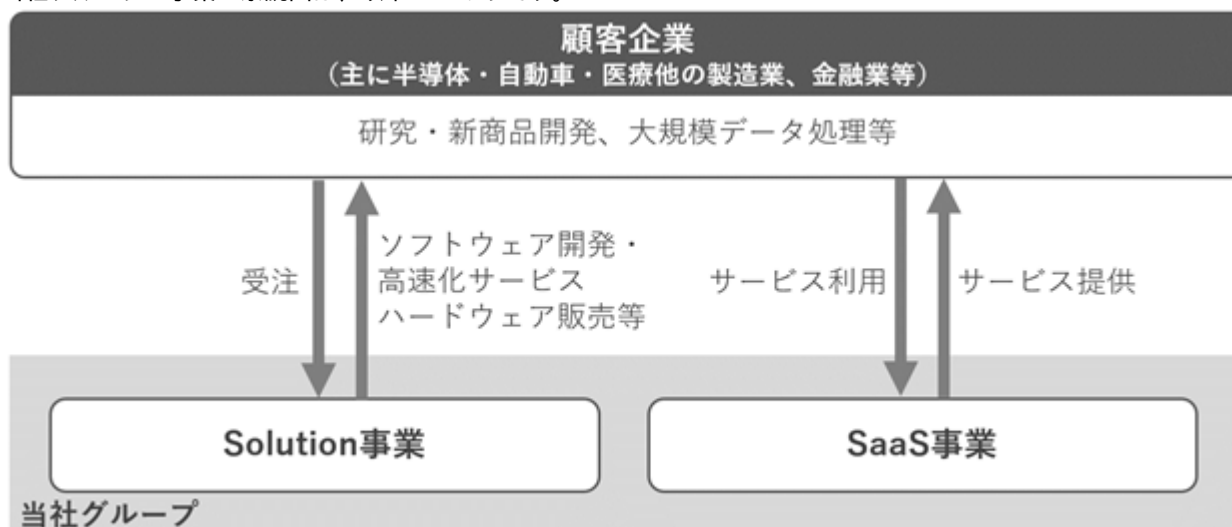 顧客企業
（主に半導体・自動車・医療他の製造業、金融業等）
研究・新商品開発、大規模データ処理等
受注
ソフトウェア開発・
高速化サービス
ハードウェア販売等
サービス利用
サービス提供
Solution事業
SaaS事業
当社グループ